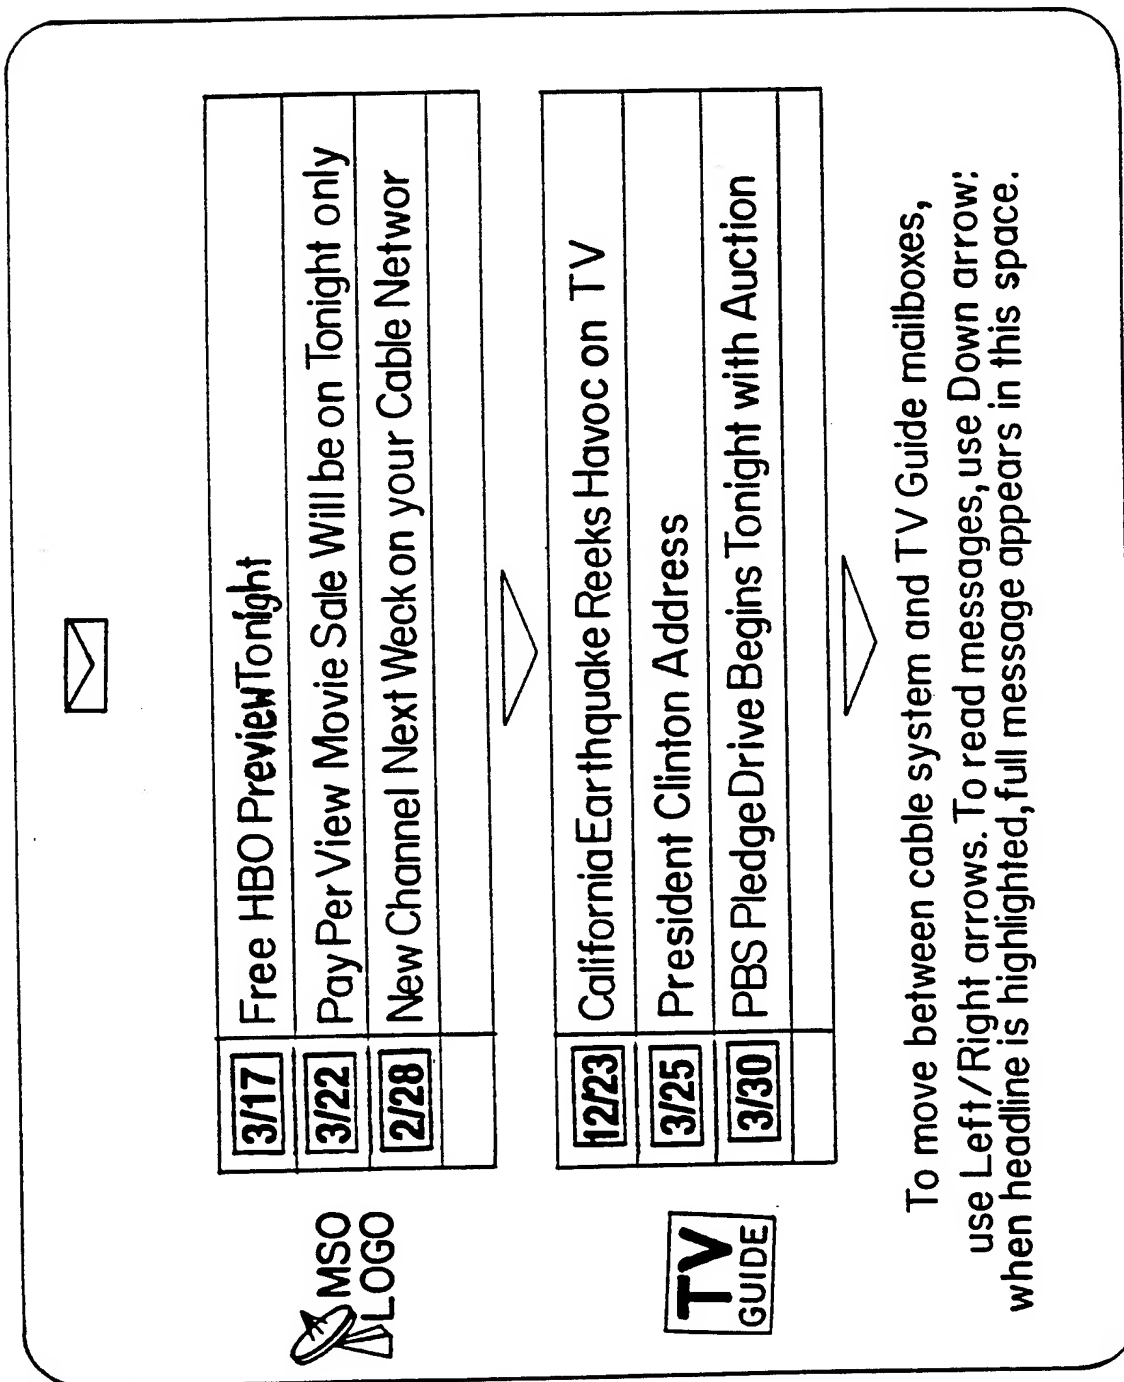 MSO
LOGO
3/17 Free HBO Preview Tonight
3/22 Pay Per View Movie Sale Will be on Tonight only
2/28 New Channel Next Weck on your Cable Networ
TV
GUIDE
12/23 California Earthquake Reeks Havoc on TV
3/25 President Clinton Address
3/30 PBS Pledge Drive Begins Tonight with Auction
To move between cable system and TV Guide mailboxes,
use Left/Right arrows. To read messages, use Down arrow:
when headline is highlighted, full message appears in this space.